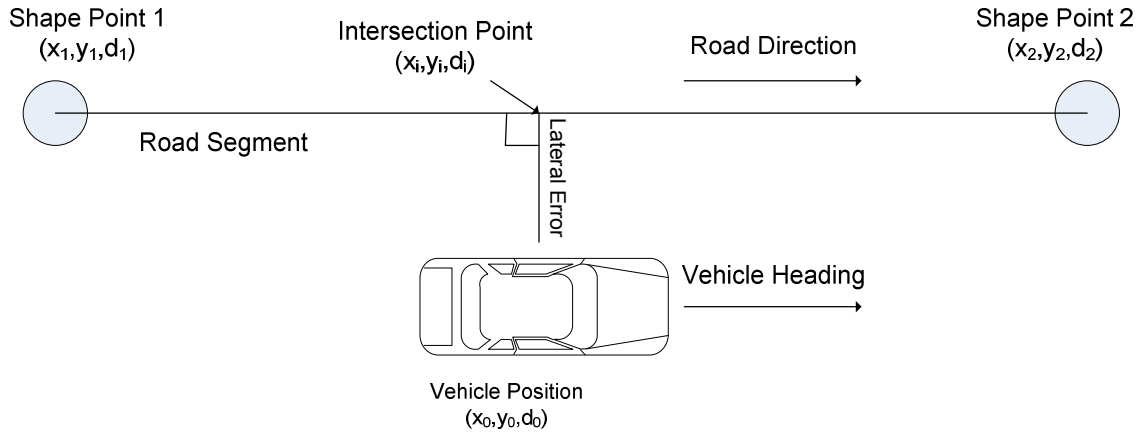 Shape Point 1
(x₁,y₁,d₁)
Intersection Point
(xᵢ,yᵢ,dᵢ)
Road Direction
Shape Point 2
(x₂,y₂,d₂)
Road Segment
Lateral Error
Vehicle Heading
Vehicle Position
(x₀,y₀,d₀)